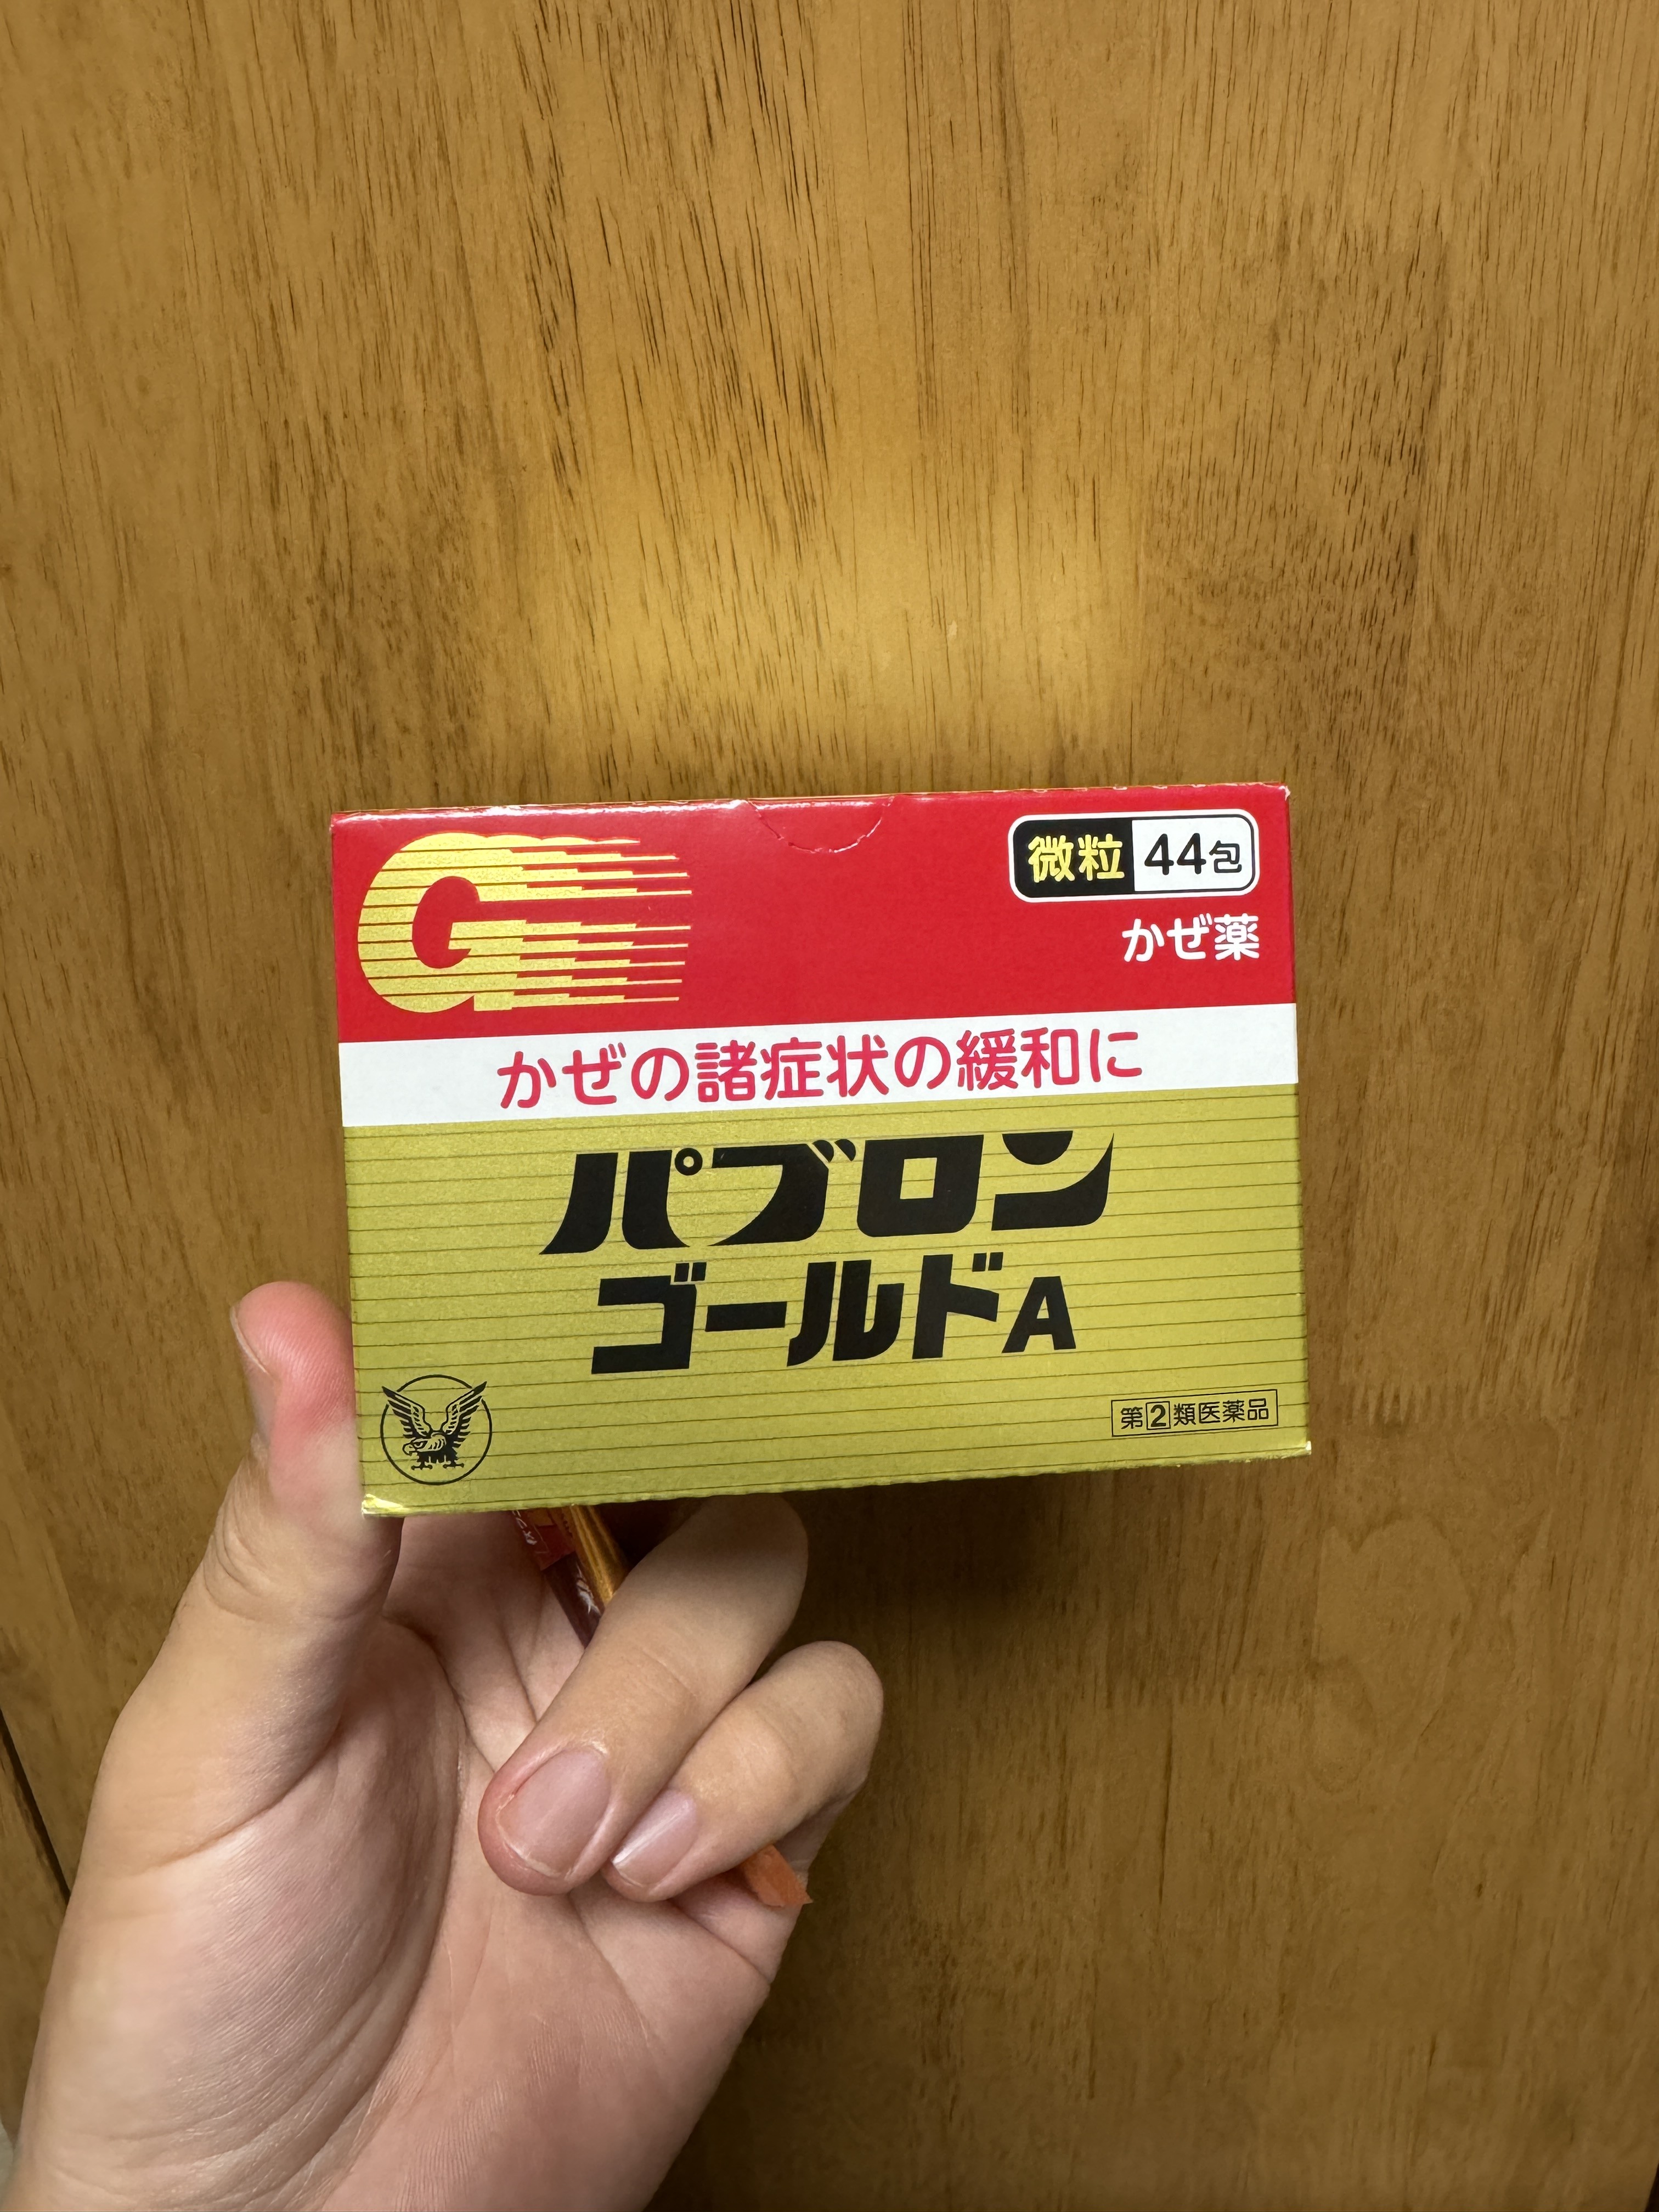 微粒 44包
かぜ薬
かぜの諸症状の緩和に
パブロン
ゴールドA
第2類医薬品